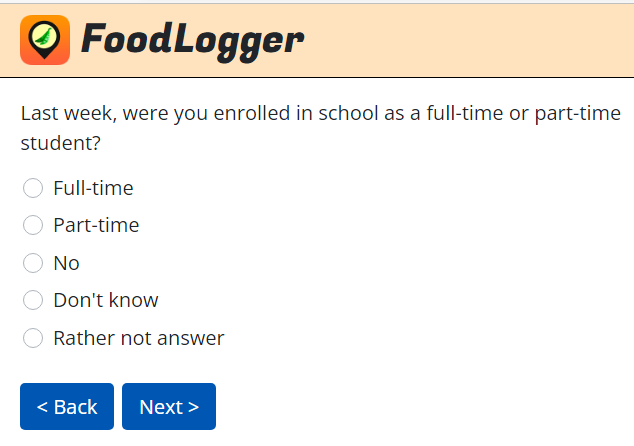 FoodLogger
Last week, were you enrolled in school as a full-time or part-time
student?
Full-time
Part-time
No
Don't know
Rather not answer
< Back Next >